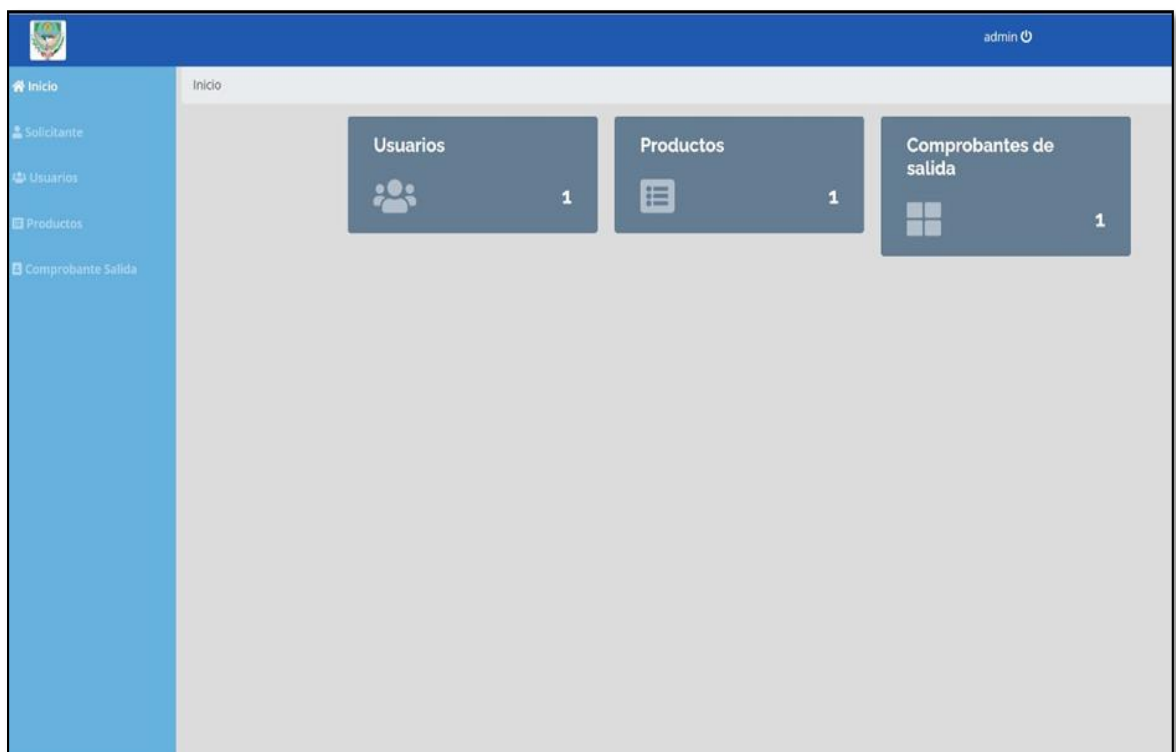 admin
Inicio
Solicitante
Usuarios
Productos
Comprobante Salida
Inicio
Usuarios
1
Productos
1
Comprobantes de
salida
1